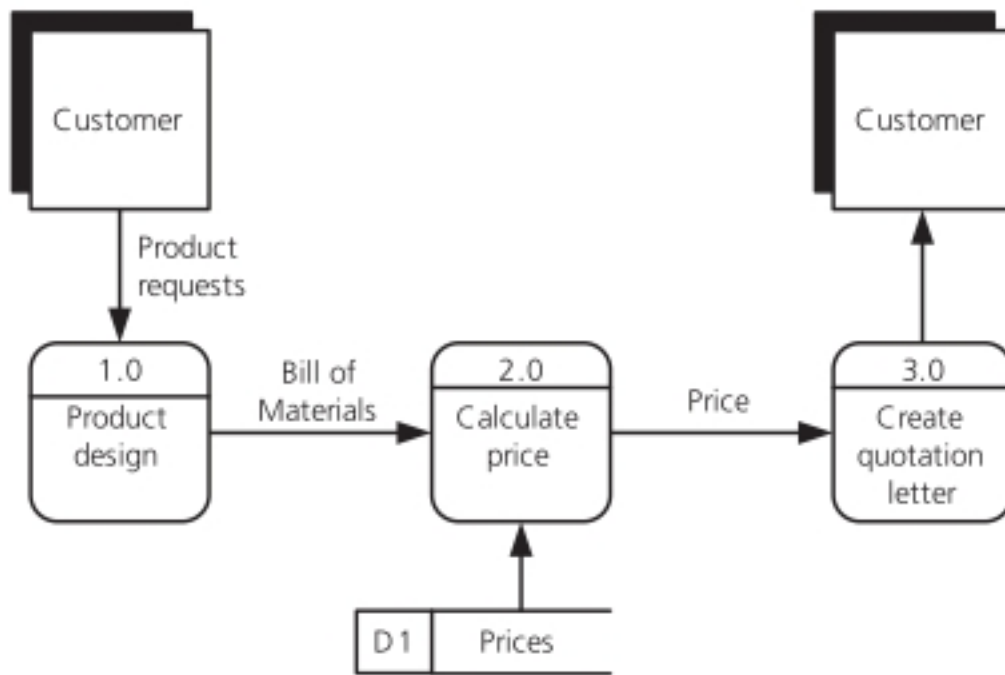 Customer
Customer
Product
requests
1.0
Product
design
Bill of
Materials
2.0
Calculate
price
Price
3.0
Create
quotation
letter
D1
Prices